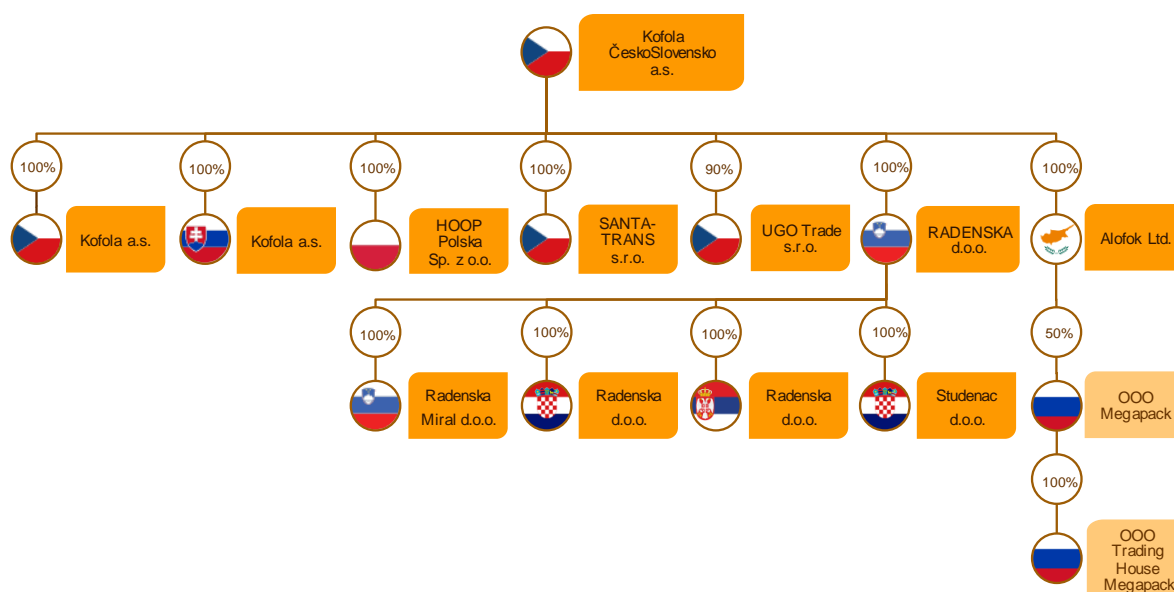 Kofola
ČeskoSlovensko
a.s.
100%
100%
100%
100%
90%
100%
100%
Kofola a.s.
Kofola a.s.
HOOP
Polska
Sp. z o.o.
SANTA-
TRANS
s.r.o.
UGO Trade
s.r.o.
RADENSKA
d.o.o.
Alofok Ltd.
100%
100%
100%
100%
50%
Radenska
Miral d.o.o.
Radenska
d.o.o.
Radenska
d.o.o.
Studenac
d.o.o.
OOO
Megapack
100%
OOO
Trading
House
Megapack